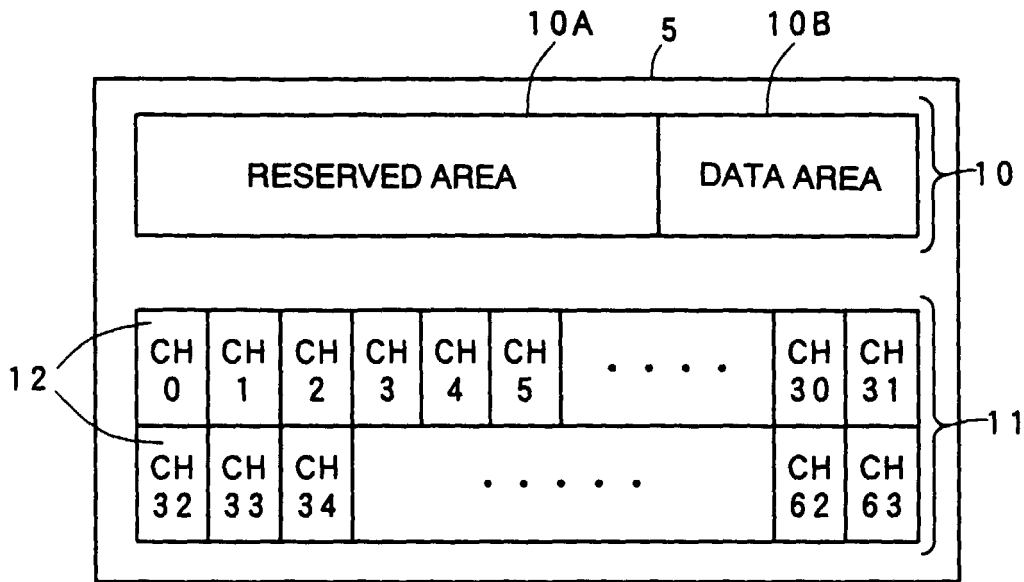 10A 5 10B
RESERVED AREA DATA AREA
10
CH CH CH CH CH CH • • • • CH CH
0 1 2 3 4 5 30 31
12
11
CH CH CH • • • • • CH CH
32 33 34 62 63